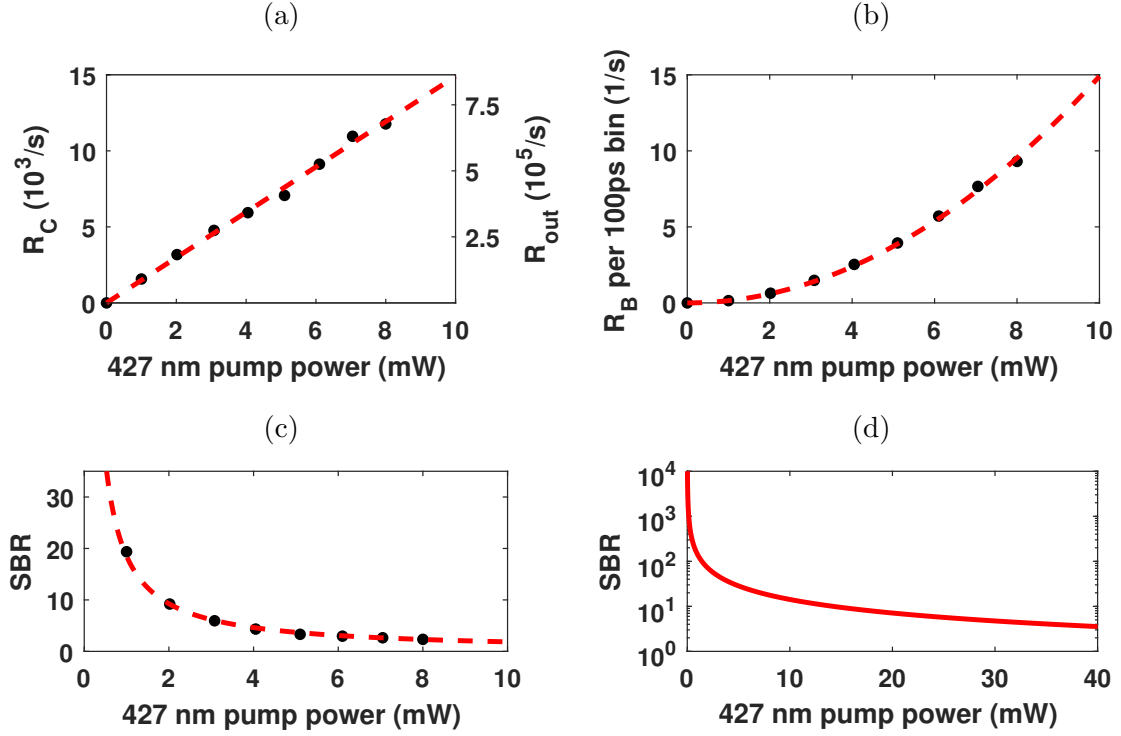 (a)
15
10
5
0
R_C (10^3/s)
7.5
5
2.5
R_out (10^5/s)
0 2 4 6 8 10
427 nm pump power (mW)
(b)
15
10
5
0
R_B per 100ps bin (1/s)
0 2 4 6 8 10
427 nm pump power (mW)
(c)
30
20
10
0
SBR
0 2 4 6 8 10
427 nm pump power (mW)
(d)
10^4
10^3
10^2
10^1
10^0
SBR
0 10 20 30 40
427 nm pump power (mW)